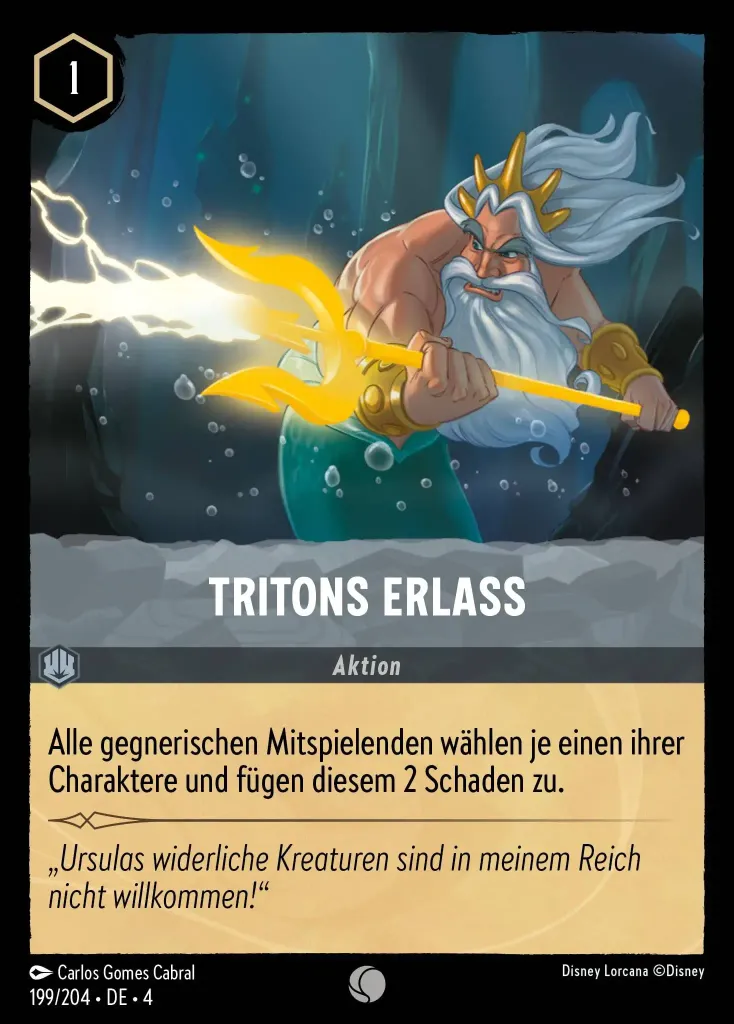 1
TRITONS ERLASS
Aktion
Alle gegnerischen Mitspielenden wählen je einen ihrer
Charaktere und fügen diesem 2 Schaden zu.
„Ursulas widerliche Kreaturen sind in meinem Reich
nicht willkommen!“
Carlos Gomes Cabral
Disney Lorcana ©Disney
199/204 • DE • 4